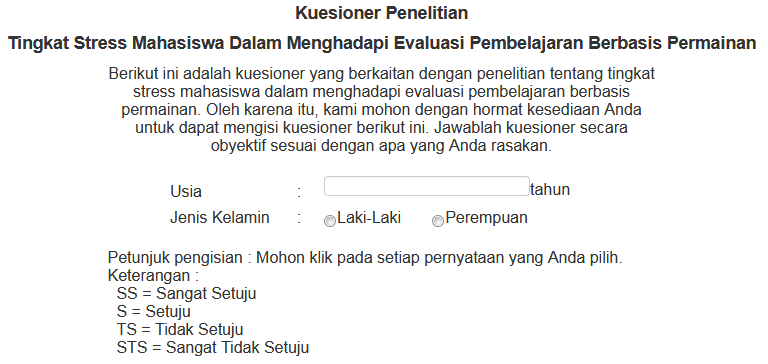 Kuesioner Penelitian
Tingkat Stress Mahasiswa Dalam Menghadapi Evaluasi Pembelajaran Berbasis Permainan
Berikut ini adalah kuesioner yang berkaitan dengan penelitian tentang tingkat
stress mahasiswa dalam menghadapi evaluasi pembelajaran berbasis
permainan. Oleh karena itu, kami mohon dengan hormat kesediaan Anda
untuk dapat mengisi kuesioner berikut ini. Jawablah kuesioner secara
obyektif sesuai dengan apa yang Anda rasakan.
Usia : tahun
Jenis Kelamin : Laki-Laki Perempuan
Petunjuk pengisian : Mohon klik pada setiap pernyataan yang Anda pilih.
Keterangan :
SS = Sangat Setuju
S = Setuju
TS = Tidak Setuju
STS = Sangat Tidak Setuju